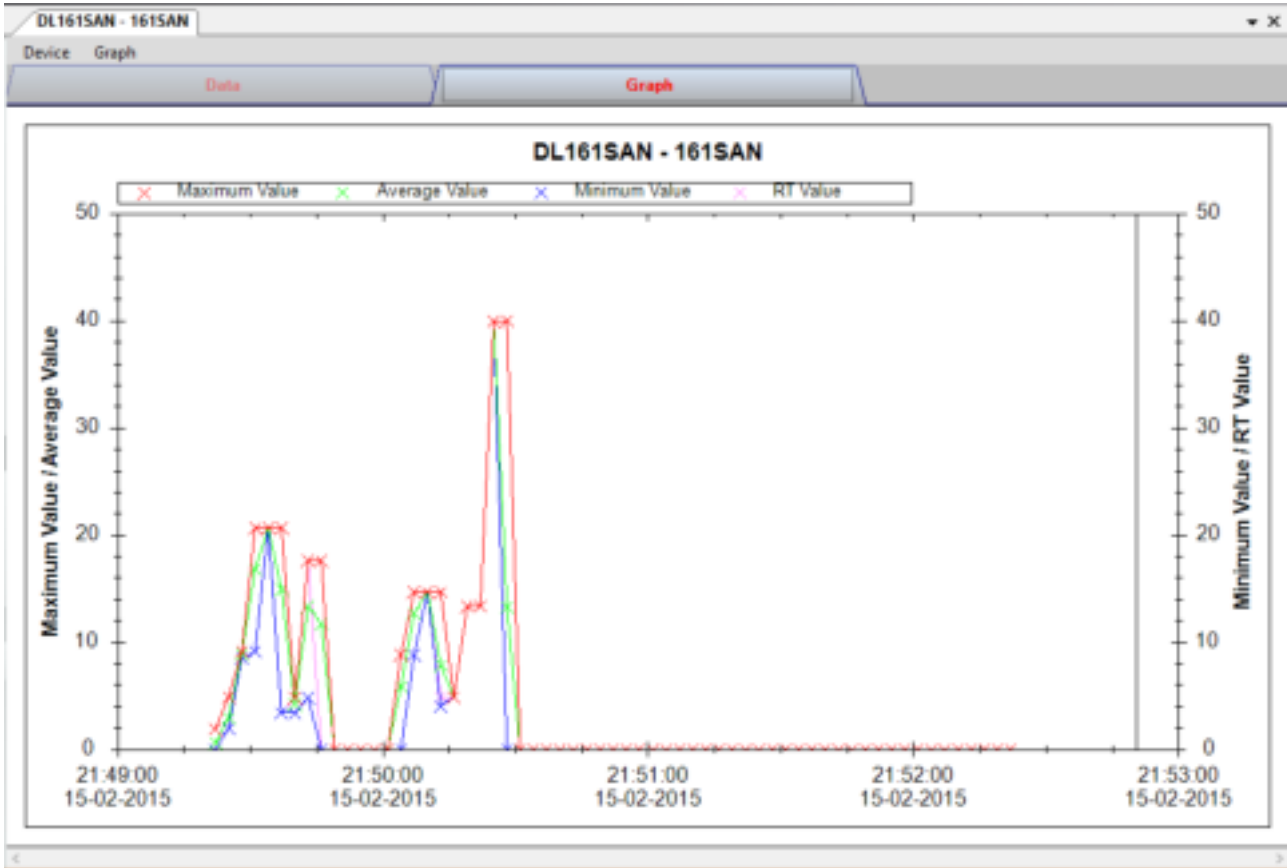 DL161SAN - 161SAN
Device Graph
Data Graph
DL161SAN - 161SAN
Maximum Value Average Value Minimum Value RT Value
50 50
40 40
30 30
20 20
10 10
0 0
Maximum Value / Average Value
Minimum Value / RT Value
21:49:00 21:50:00 21:51:00 21:52:00 21:53:00
15-02-2015 15-02-2015 15-02-2015 15-02-2015 15-02-2015